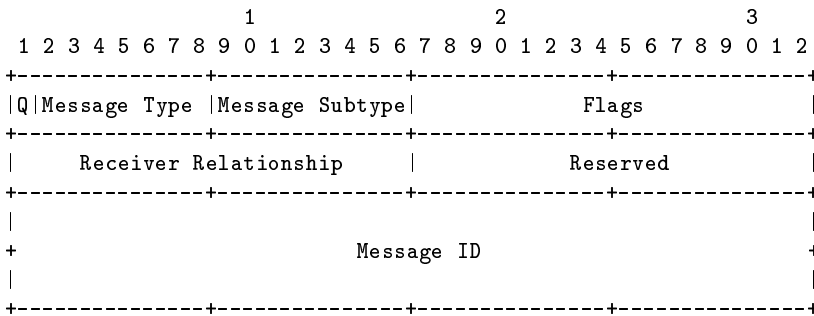 1                   2                   3
 1 2 3 4 5 6 7 8 9 0 1 2 3 4 5 6 7 8 9 0 1 2 3 4 5 6 7 8 9 0 1 2
+---------------+---------------+---------------+---------------+
|Q|Message Type |Message Subtype|             Flags             |
+---------------+---------------+---------------+---------------+
|     Receiver Relationship     |            Reserved           |
+---------------+---------------+---------------+---------------+
|                                                               |
+                           Message ID                          +
|                                                               |
+---------------+---------------+---------------+---------------+